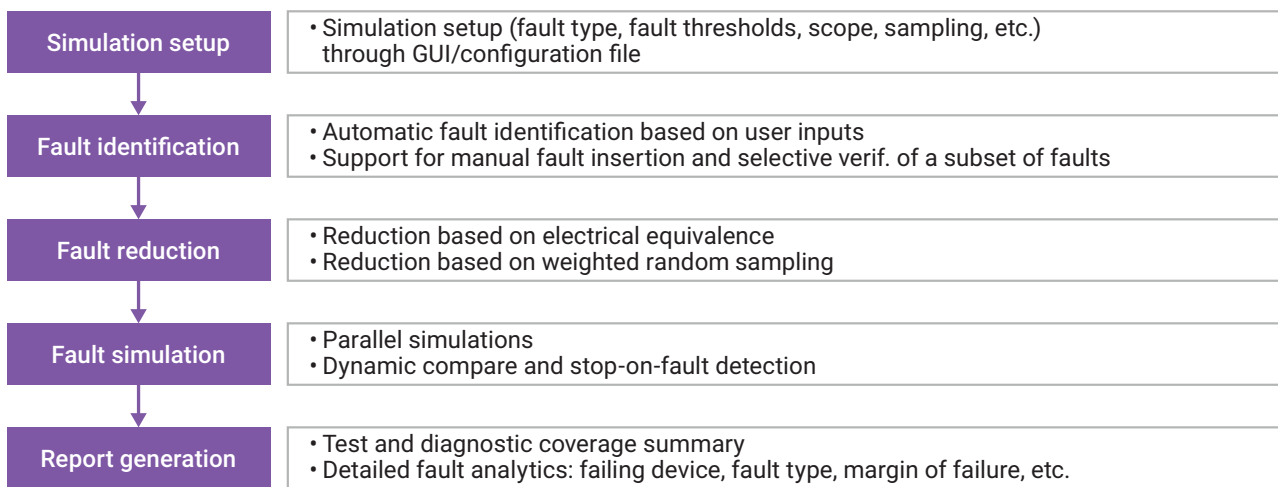 Simulation setup
• Simulation setup (fault type, fault thresholds, scope, sampling, etc.)
through GUI/configuration file
Fault identification
• Automatic fault identification based on user inputs
• Support for manual fault insertion and selective verif. of a subset of faults
Fault reduction
• Reduction based on electrical equivalence
• Reduction based on weighted random sampling
Fault simulation
• Parallel simulations
• Dynamic compare and stop-on-fault detection
Report generation
• Test and diagnostic coverage summary
• Detailed fault analytics: failing device, fault type, margin of failure, etc.